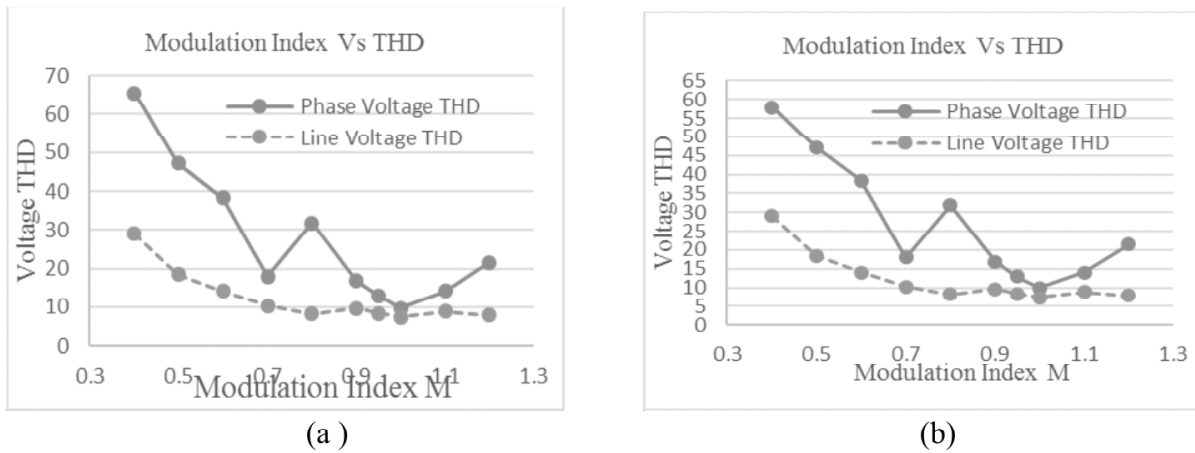 Modulation Index Vs THD
70
60
50
40
30
20
10
0
Voltage THD
Phase Voltage THD
Line Voltage THD
0.3 0.5 0.7 0.9 1.1 1.3
Modulation Index M
(a )
Modulation Index Vs THD
65
60
55
50
45
40
35
30
25
20
15
10
5
0
Voltage THD
Phase Voltage THD
Line Voltage THD
0.3 0.5 0.7 0.9 1.1 1.3
Modulation Index M
(b)